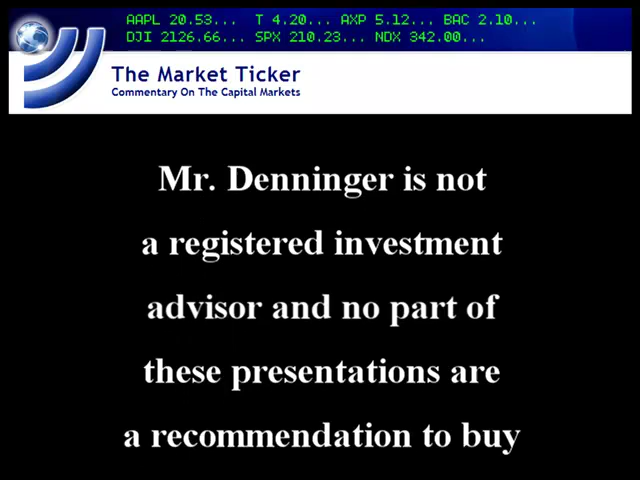 AAPL 20.53... T 4.20... AXP 5.12... BAC 2.10...
DJI 2126.66... SPX 210.23... NDX 342.00...
The Market Ticker
Commentary On The Capital Markets
Mr. Denninger is not
a registered investment
advisor and no part of
these presentations are
a recommendation to buy